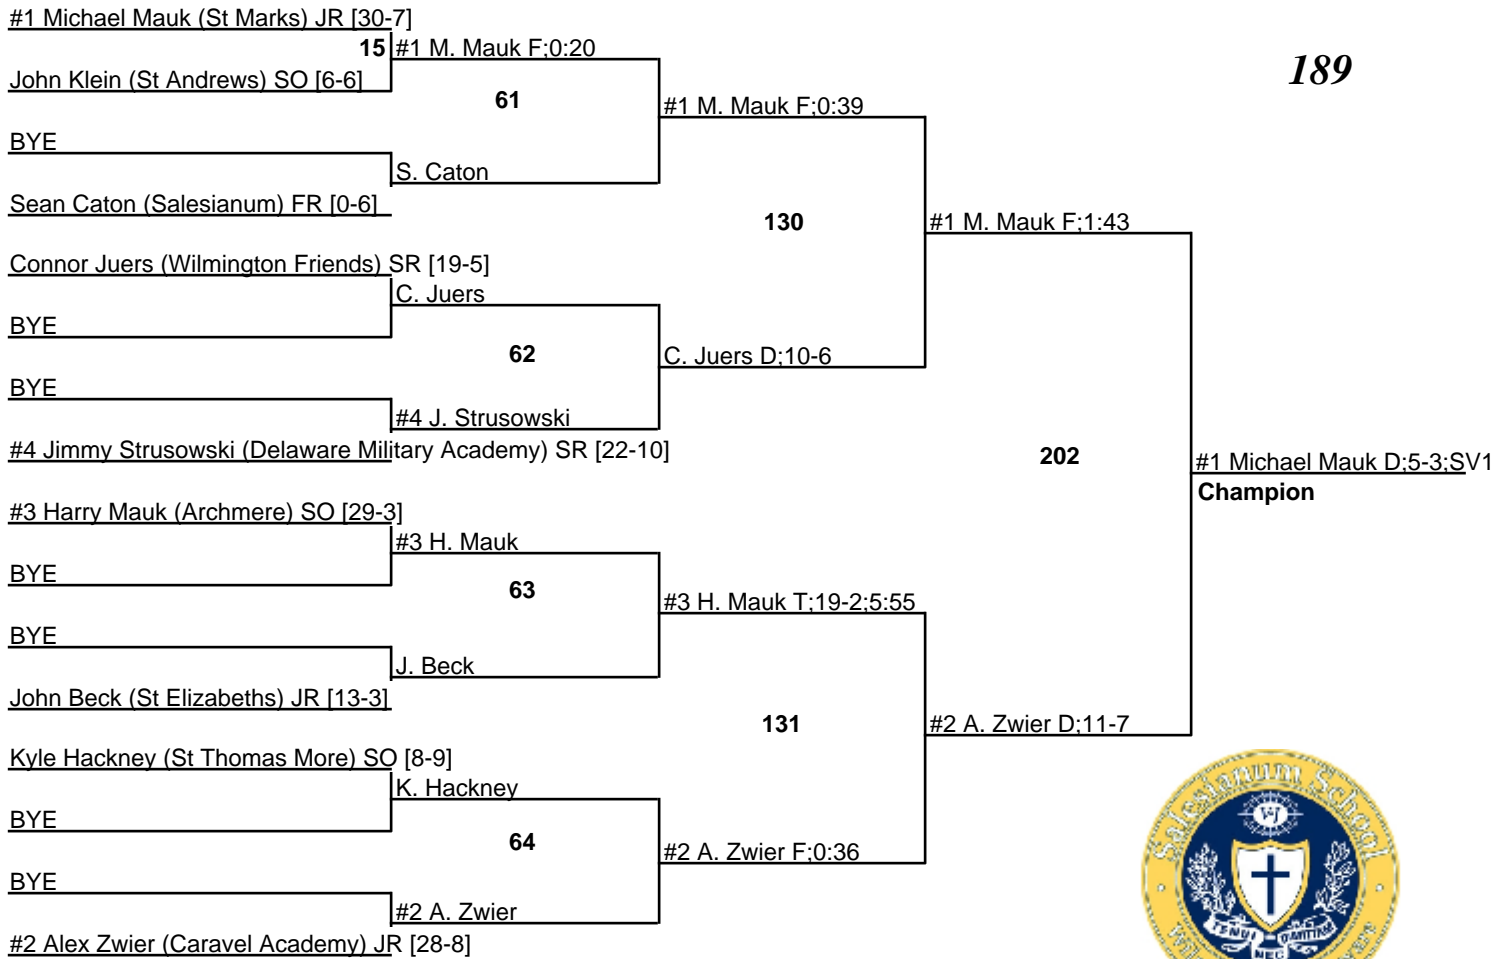 #1 Michael Mauk (St Marks) JR [30-7]
15 #1 M. Mauk F;0:20
189
John Klein (St Andrews) SO [6-6]
61
#1 M. Mauk F;0:39
BYE
S. Caton
Sean Caton (Salesianum) FR [0-6]
130
#1 M. Mauk F;1:43
Connor Juers (Wilmington Friends) SR [19-5]
C. Juers
BYE
62
C. Juers D;10-6
BYE
#4 J. Strusowski
#4 Jimmy Strusowski (Delaware Military Academy) SR [22-10]
202
#1 Michael Mauk D;5-3;SV1
Champion
#3 Harry Mauk (Archmere) SO [29-3]
#3 H. Mauk
BYE
63
#3 H. Mauk T;19-2;5:55
BYE
J. Beck
John Beck (St Elizabeths) JR [13-3]
131
#2 A. Zwier D;11-7
Kyle Hackney (St Thomas More) SO [8-9]
K. Hackney
BYE
64
#2 A. Zwier F;0:36
BYE
#2 A. Zwier
#2 Alex Zwier (Caravel Academy) JR [28-8]
Salesianum School
TENUI
NEC